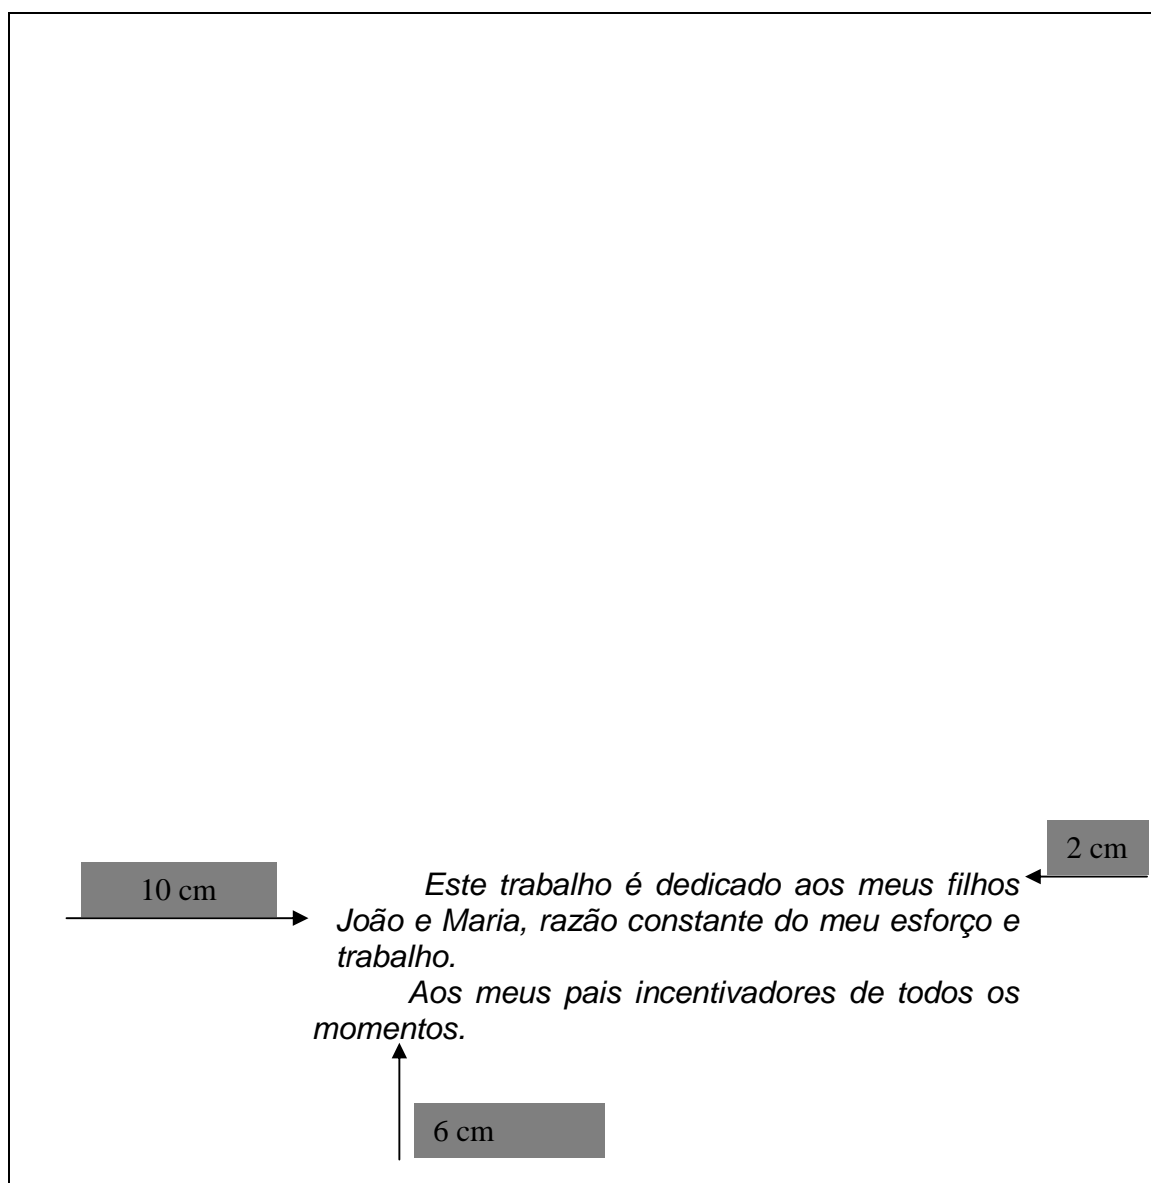 2 cm
10 cm
Este trabalho é dedicado aos meus filhos
João e Maria, razão constante do meu esforço e
trabalho.
Aos meus pais incentivadores de todos os
momentos.
6 cm